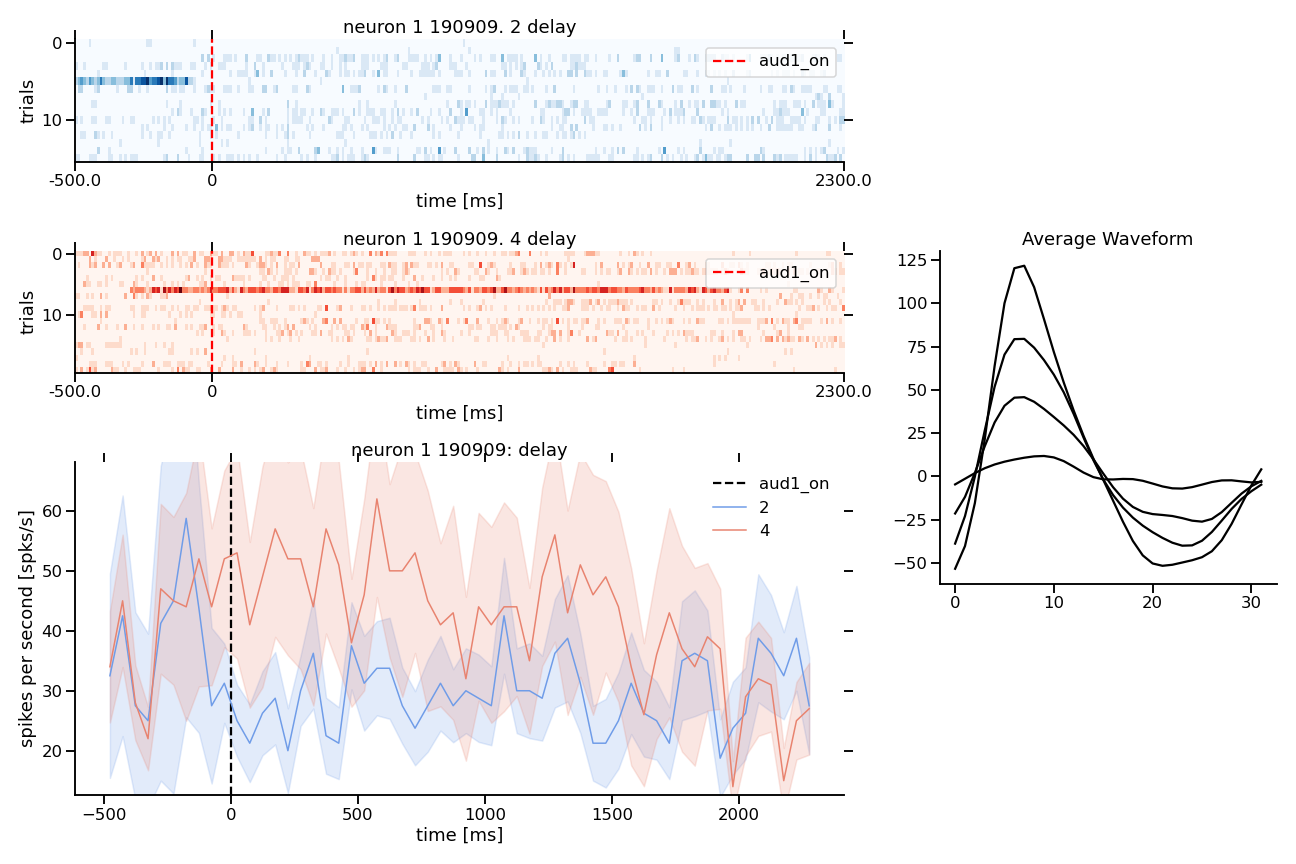 neuron 1 190909. 2 delay
0
10
trials
aud1_on
-500.0
0
2300.0
time [ms]
neuron 1 190909. 4 delay
0
10
trials
aud1_on
-500.0
0
2300.0
time [ms]
neuron 1 190909: delay
60
50
40
30
20
spikes per second [spks/s]
aud1_on
2
4
−500
0
500
1000
1500
2000
time [ms]
Average Waveform
125
100
75
50
25
0
−25
−50
0
10
20
30